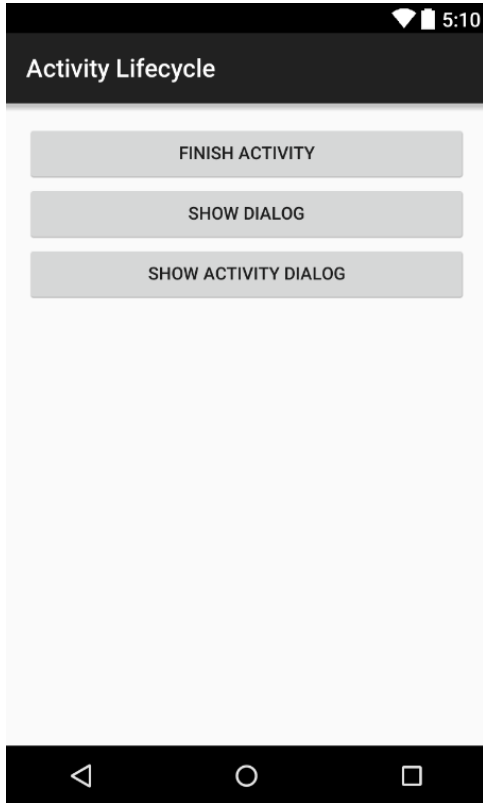 5:10
Activity Lifecycle
FINISH ACTIVITY
SHOW DIALOG
SHOW ACTIVITY DIALOG